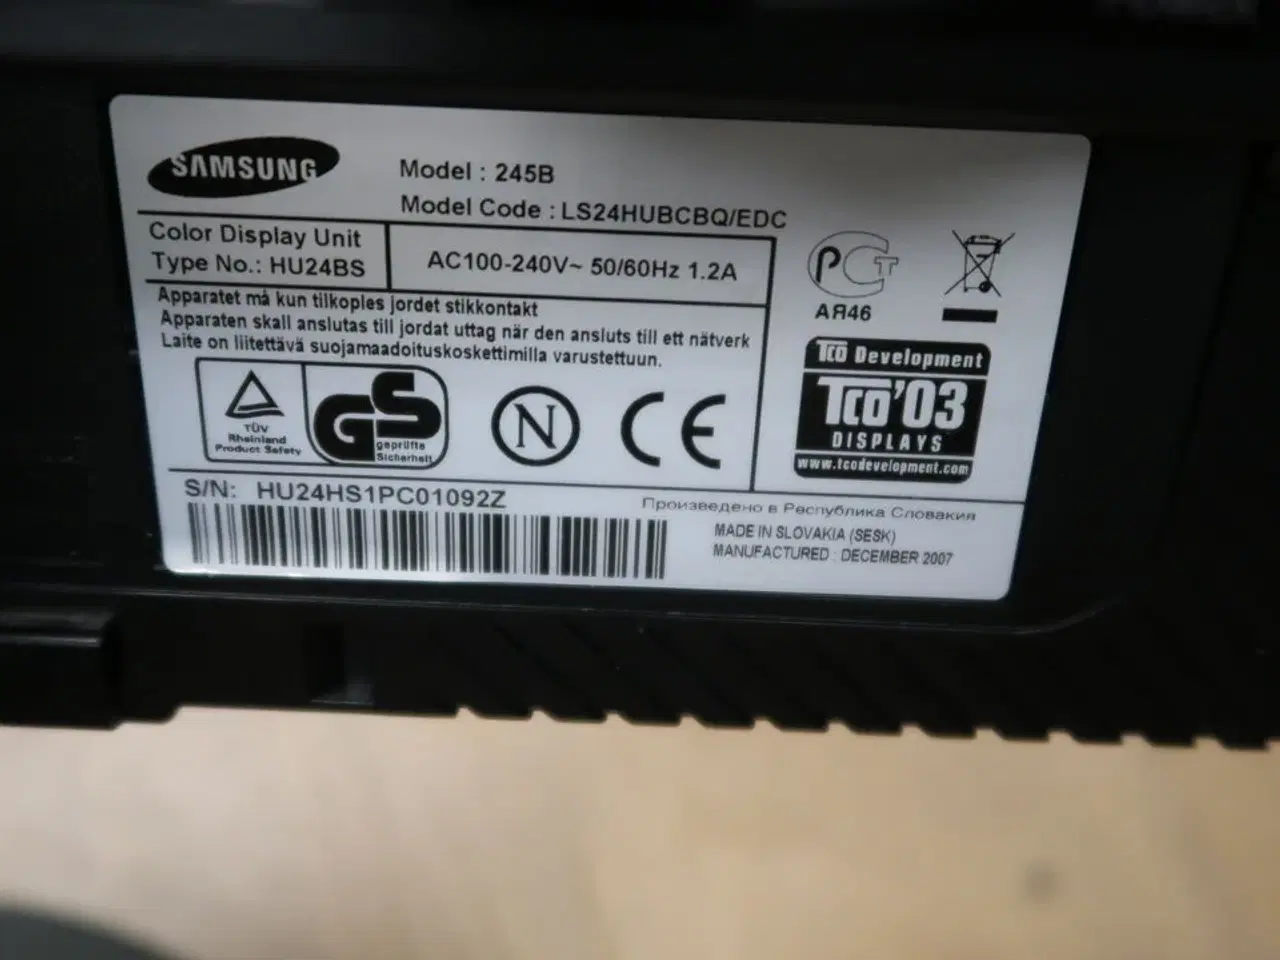 SAMSUNG
Model : 245B
Model Code : LS24HUBCBQ/EDC
Color Display Unit
Type No.: HU24BS
AC100-240V~ 50/60Hz 1.2A
Apparatet må kun tilkoples jordet stikkontakt
Apparaten skall anslutas till jordat uttag når den ansluts till ett nätverk
Laite on liitettävä suojamaadoituskoskettimilla varustettuun.
PCT
АЯ46
TCO Development
TCO'03
DISPLAYS
www.tcodevelopment.com
TÜV
Rheinland
Product Safety
GS
geprüfte
Sicherheit
N
CE
S/N: HU24HS1PC01092Z
Произведено в Республика Словакия
MADE IN SLOVAKIA (SESK)
MANUFACTURED : DECEMBER 2007